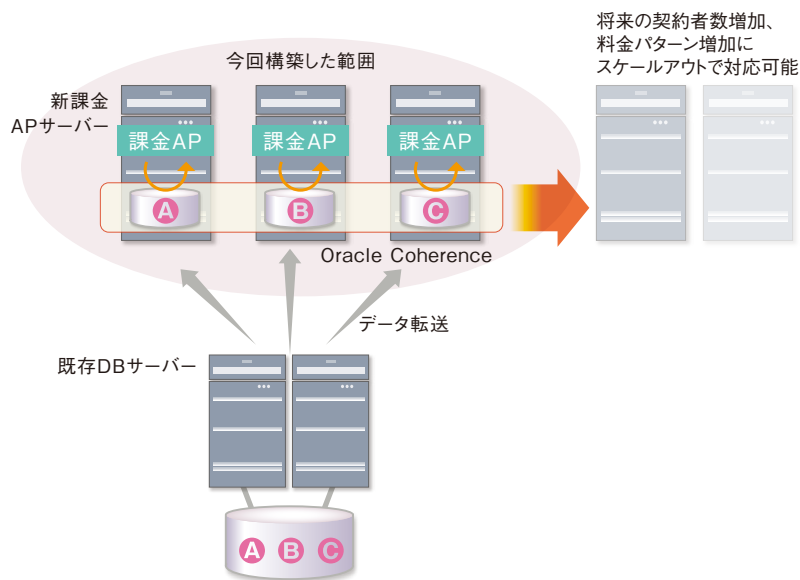 将来の契約者数増加、
料金パターン増加に
スケールアウトで対応可能
今回構築した範囲
新課金
APサーバー
課金AP
課金AP
課金AP
A
B
C
Oracle Coherence
データ転送
既存DBサーバー
A B C